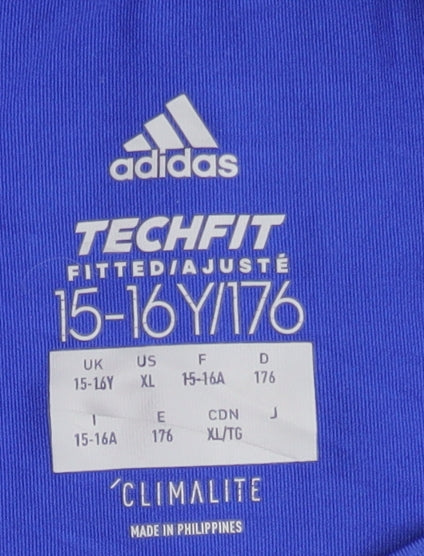 adidas
TECHFIT
FITTED/AJUSTÉ
15-16Y/176
UK US F D
15-16Y XL 15-16A 176
I E CDN J
15-16A 176 XL/TG
CLIMALITE
MADE IN PHILIPPINES